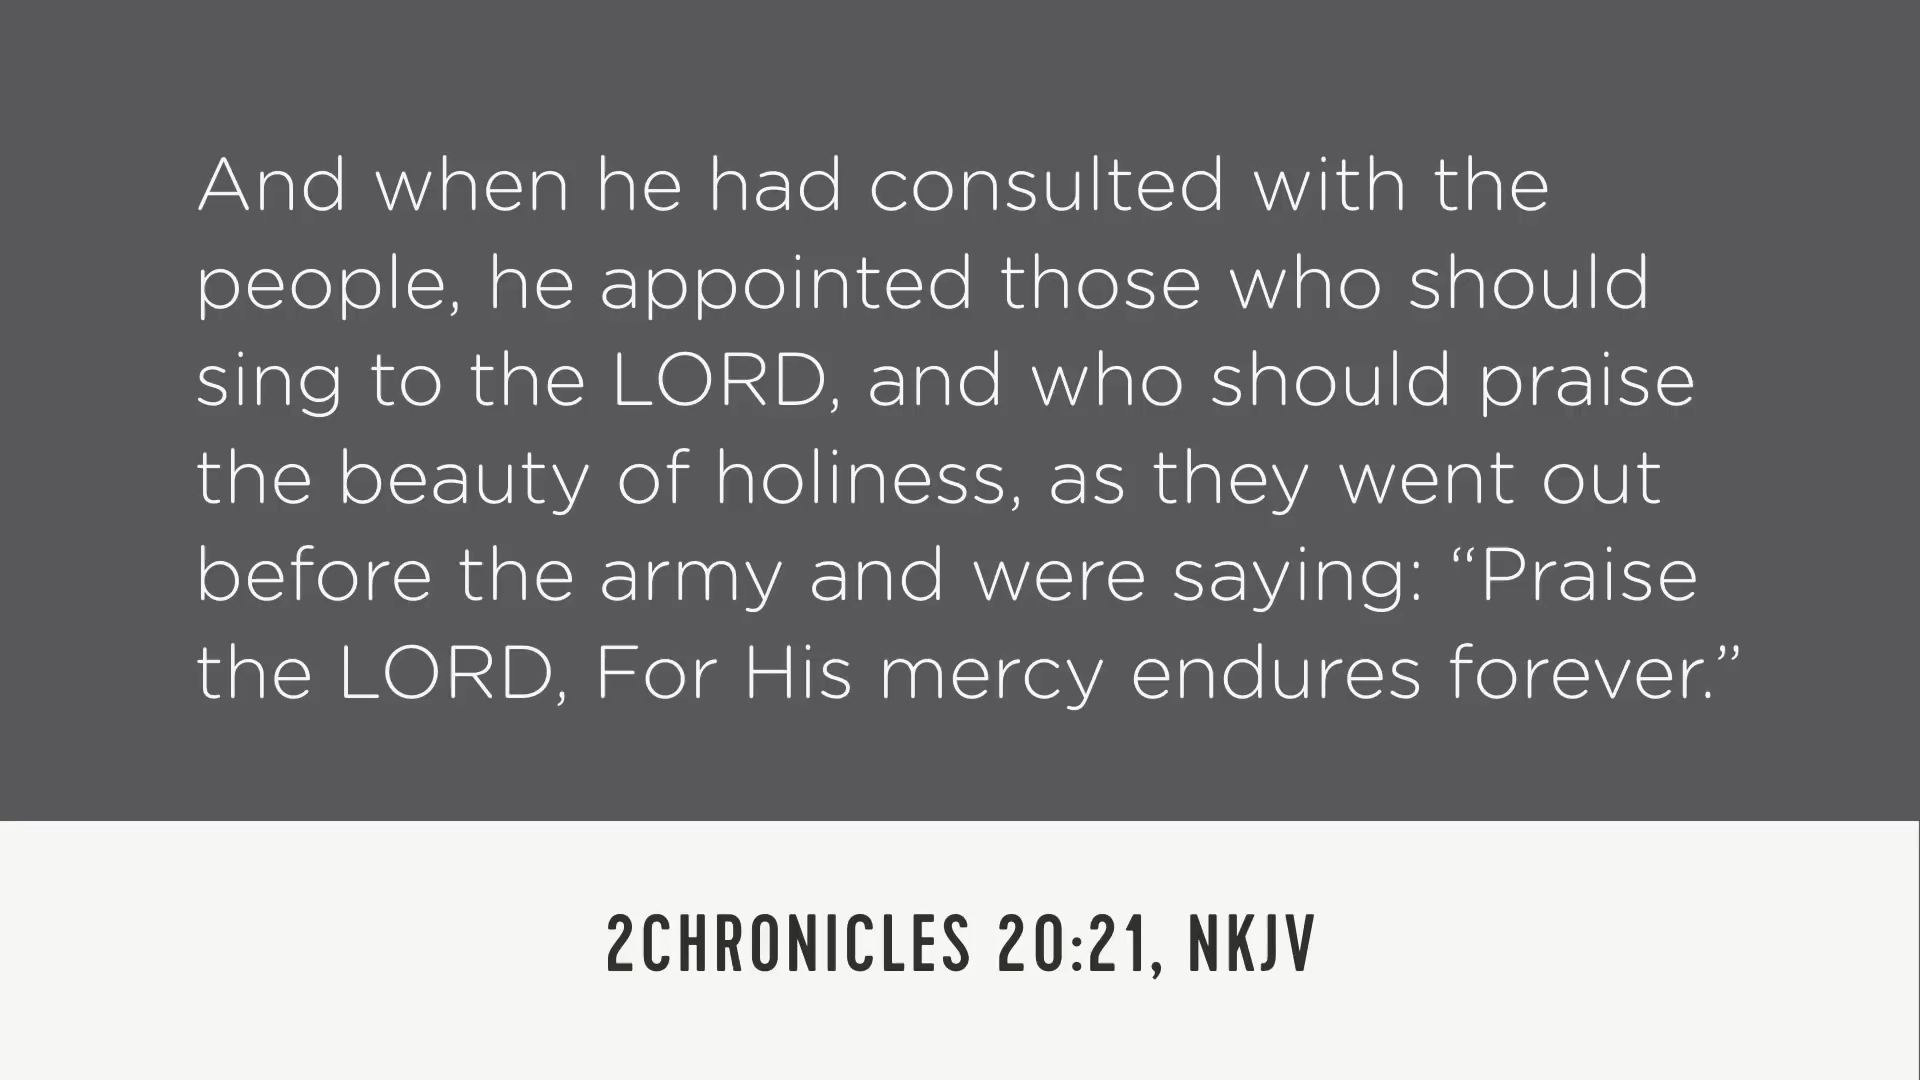 And when he had consulted with the
people, he appointed those who should
sing to the LORD, and who should praise
the beauty of holiness, as they went out
before the army and were saying: “Praise
the LORD, For His mercy endures forever.”
2CHRONICLES 20:21, NKJV